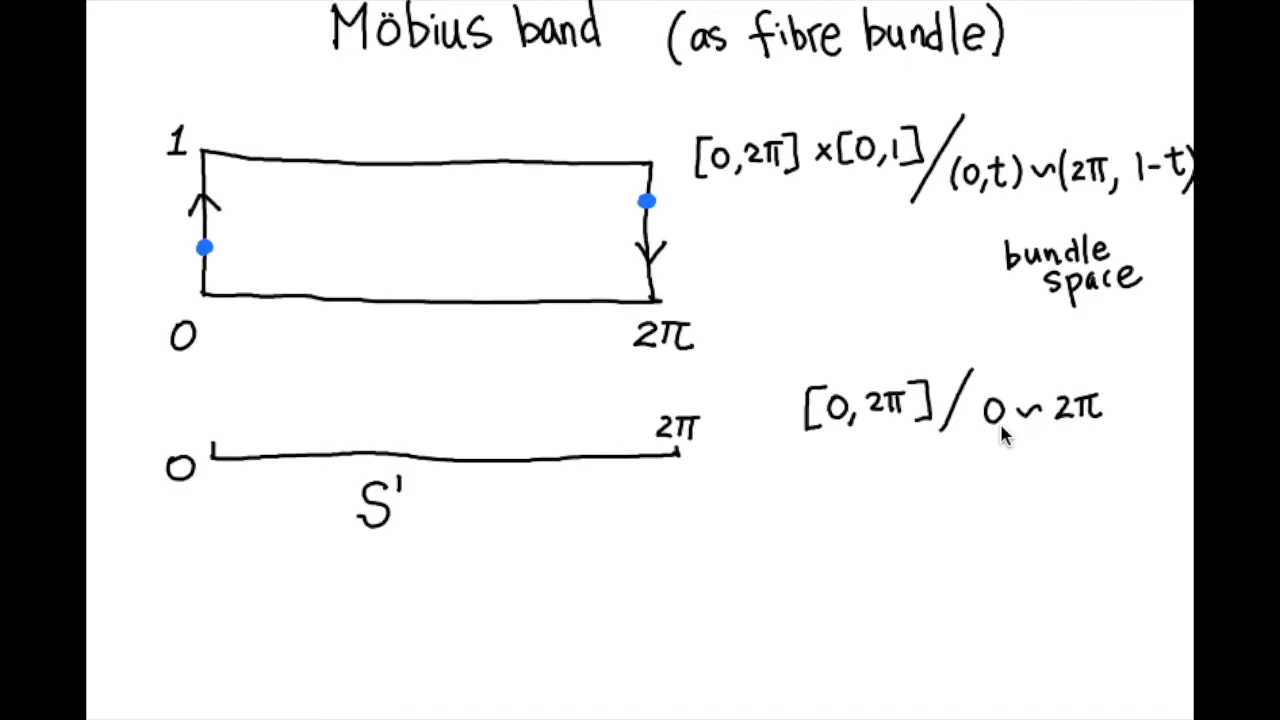 Möbius band (as fibre bundle)
1
[0,2π] ×[0,1]/(0,t)∼(2π, 1-t)
bundle
space
0
2π
[0,2π]/0∼2π
2π
0
S¹